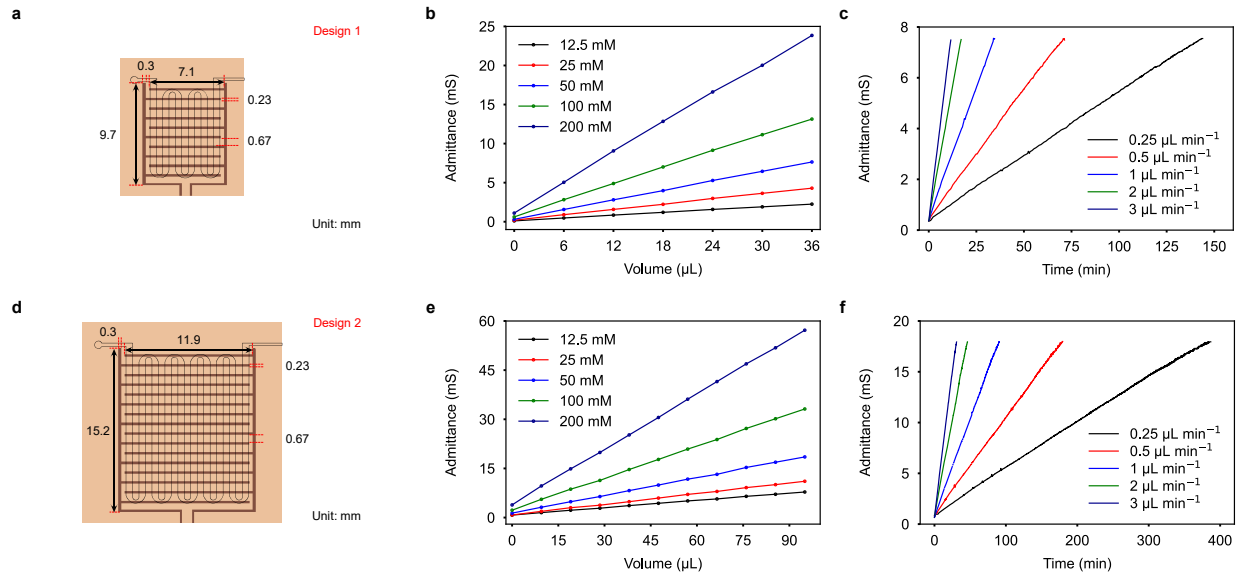 a
Design 1
0.3
7.1
0.23
0.67
9.7
Unit: mm
b
Admittance (mS)
25
20
15
10
5
0
12.5 mM
25 mM
50 mM
100 mM
200 mM
0 6 12 18 24 30 36
Volume (µL)
c
Admittance (mS)
8
6
4
2
0
0.25 µL min⁻¹
0.5 µL min⁻¹
1 µL min⁻¹
2 µL min⁻¹
3 µL min⁻¹
0 25 50 75 100 125 150
Time (min)
d
Design 2
0.3
11.9
0.23
0.67
15.2
Unit: mm
e
Admittance (mS)
60
45
30
15
0
12.5 mM
25 mM
50 mM
100 mM
200 mM
0 15 30 45 60 75 90
Volume (µL)
f
Admittance (mS)
20
15
10
5
0
0.25 µL min⁻¹
0.5 µL min⁻¹
1 µL min⁻¹
2 µL min⁻¹
3 µL min⁻¹
0 100 200 300 400
Time (min)